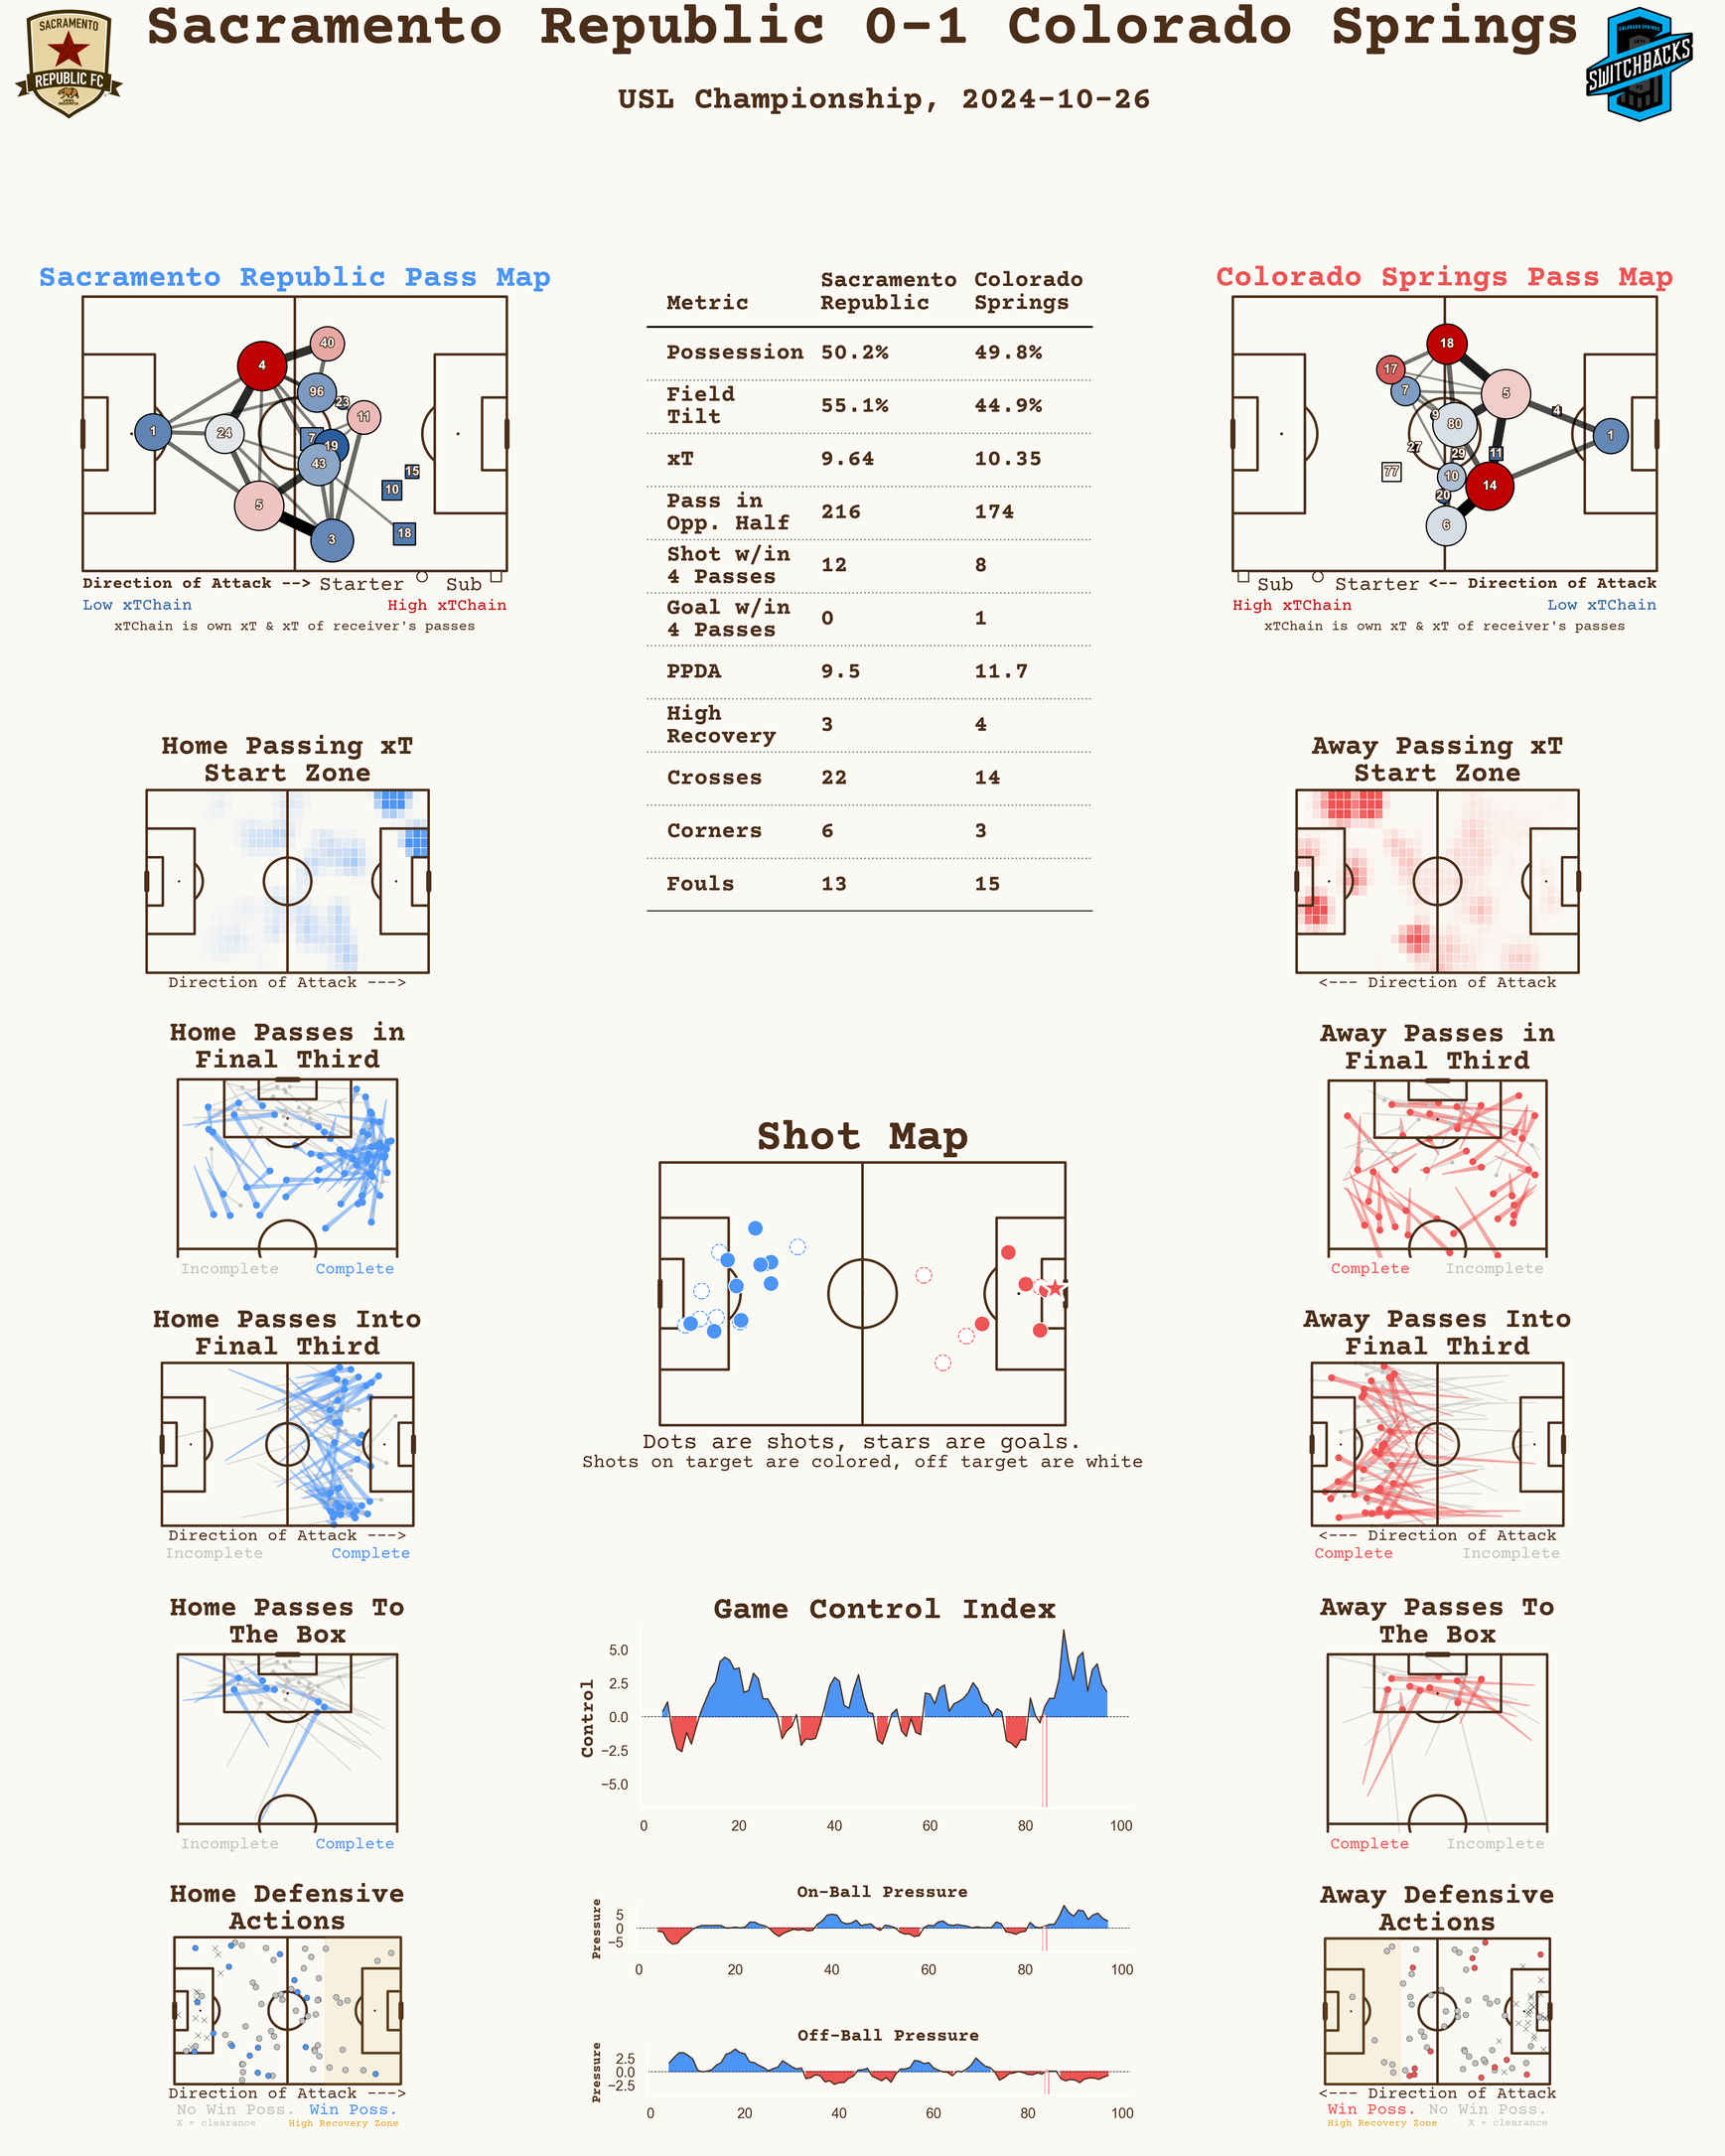 Sacramento Republic 0-1 Colorado Springs
USL Championship, 2024-10-26
SACRAMENTO
REPUBLIC FC
COLORADO SPRINGS
SWITCHBACKS
FC
Sacramento Republic Pass Map
4
40
96
23
11
1
24
7
19
43
15
10
5
18
3
Direction of Attack --> Starter Sub
Low xTChain High xTChain
xTChain is own xT & xT of receiver's passes
Metric Sacramento Republic Colorado Springs
Possession 50.2% 49.8%
Field Tilt 55.1% 44.9%
xT 9.64 10.35
Pass in Opp. Half 216 174
Shot w/in 4 Passes 12 8
Goal w/in 4 Passes 0 1
PPDA 9.5 11.7
High Recovery 3 4
Crosses 22 14
Corners 6 3
Fouls 13 15
Colorado Springs Pass Map
18
17
7
5
4
9
80
1
27
29
11
77
10
14
20
6
Sub Starter <-- Direction of Attack
High xTChain Low xTChain
xTChain is own xT & xT of receiver's passes
Home Passing xT
Start Zone
Direction of Attack --->
Away Passing xT
Start Zone
<--- Direction of Attack
Home Passes in
Final Third
Incomplete Complete
Away Passes in
Final Third
Complete Incomplete
Shot Map
Dots are shots, stars are goals.
Shots on target are colored, off target are white
Home Passes Into
Final Third
Direction of Attack --->
Incomplete Complete
Away Passes Into
Final Third
<--- Direction of Attack
Complete Incomplete
Home Passes To
The Box
Incomplete Complete
Game Control Index
Control
5.0
2.5
0.0
−2.5
−5.0
0 20 40 60 80 100
Away Passes To
The Box
Complete Incomplete
Home Defensive
Actions
Direction of Attack --->
No Win Poss. Win Poss.
X = clearance High Recovery Zone
On-Ball Pressure
Pressure
5
0
−5
0 20 40 60 80 100
Off-Ball Pressure
Pressure
2.5
0.0
−2.5
0 20 40 60 80 100
Away Defensive
Actions
<--- Direction of Attack
Win Poss. No Win Poss.
High Recovery Zone X = clearance